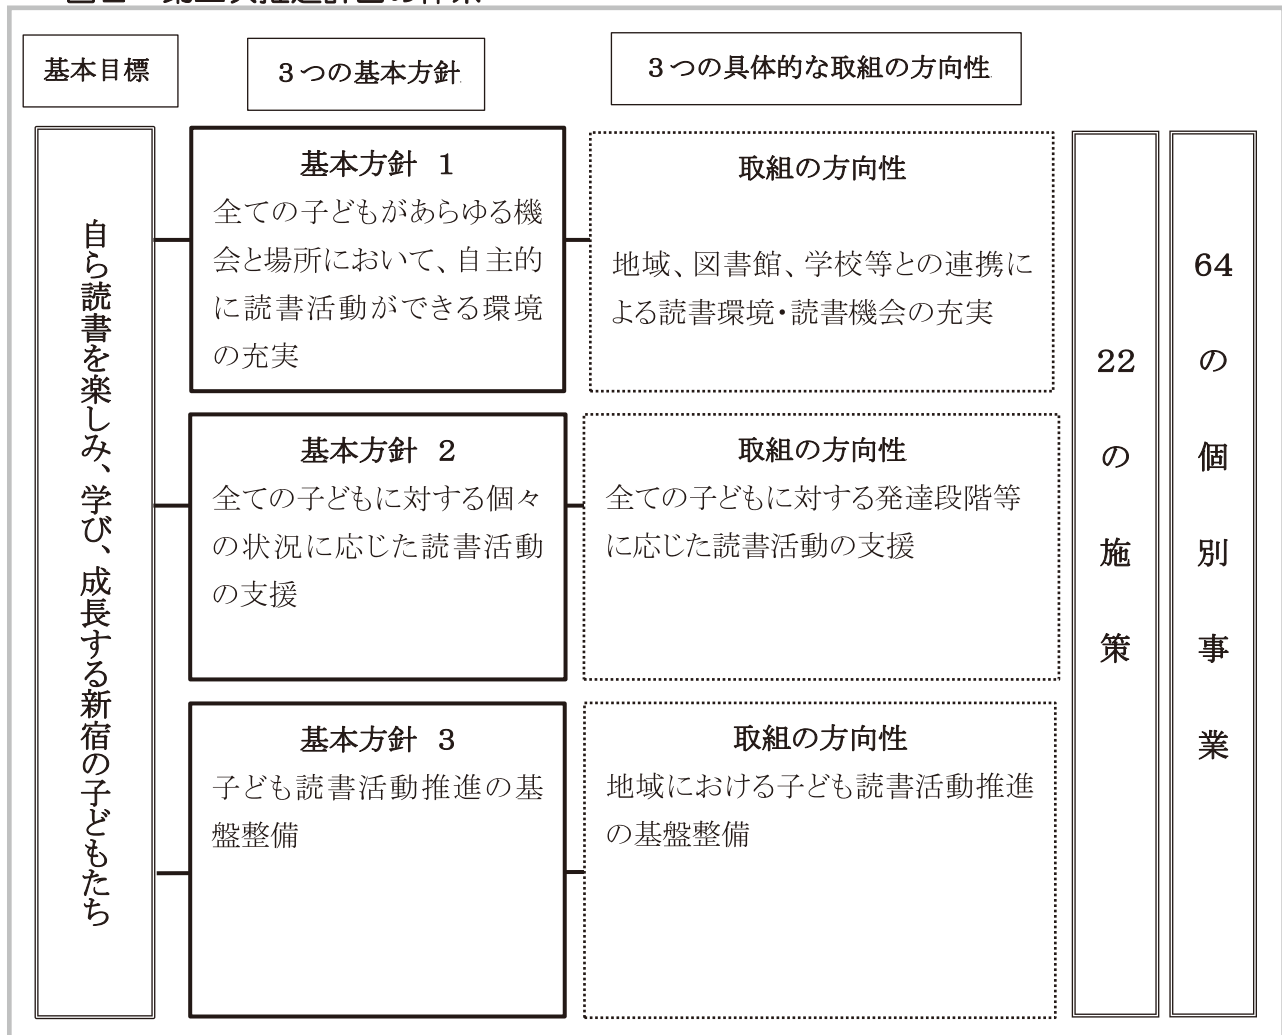 基本目標
3つの基本方針
3つの具体的な取組の方向性
自ら読書を楽しみ、学び、成長する新宿の子どもたち
基本方針 1
全ての子どもがあらゆる機
会と場所において、自主的
に読書活動ができる環境
の充実
取組の方向性
地域、図書館、学校等との連携に
よる読書環境・読書機会の充実
基本方針 2
全ての子どもに対する個々
の状況に応じた読書活動
の支援
取組の方向性
全ての子どもに対する発達段階等
に応じた読書活動の支援
基本方針 3
子ども読書活動推進の基
盤整備
取組の方向性
地域における子ども読書活動推進
の基盤整備
22の施策
64の個別事業